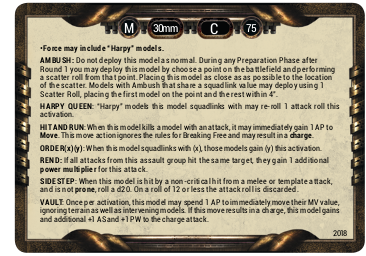 M 30mm C 75
•Force may include "Harpy" models.
AMBUSH: Do not deploy this model as normal. During any Preparation Phase after
Round 1 you may deploy this model by choose a point on the battlefield and performing
a scatter roll from that point. Placing this model as close as as possible to the location
of the scatter. Models with Ambush that share a squadlink value may deploy using 1
Scatter Roll, placing the first model on the point and the rest within 4".
HARPY QUEEN: "Harpy" models this model squadlinks with may re-roll 1 attack roll this
activation.
HIT AND RUN: When this model kills a model with an attack, it may immediately gain 1 AP to
Move. This move action ignores the rules for Breaking Free and may result in a charge.
ORDER(x)(y): When this model squadlinks with (x), those models gain (y) this activation.
REND: If all attacks from this assault group hit the same target, they gain 1 additional
power multiplier for this attack.
SIDESTEP: When this model is hit by a non-critical hit from a melee or template attack,
and is not prone, roll a d20. On a roll of 12 or less the attack roll is discarded.
VAULT: Once per activation, this model may spend 1 AP to immediately move their MV value,
ignoring terrain as well as intervening models. If this move results in a charge, this model gains
and additional +1 AS and +1 PW to the charge attack.
2018